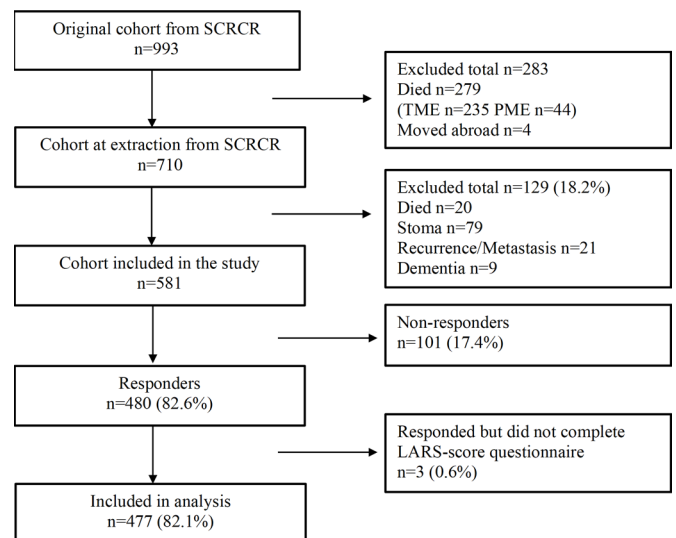 Original cohort from SCRCR
n=993
Excluded total n=283
Died n=279
(TME n=235 PME n=44)
Moved abroad n=4
Cohort at extraction from SCRCR
n=710
Excluded total n=129 (18.2%)
Died n=20
Stoma n=79
Recurrence/Metastasis n=21
Dementia n=9
Cohort included in the study
n=581
Non-responders
n=101 (17.4%)
Responders
n=480 (82.6%)
Responded but did not complete
LARS-score questionnaire
n=3 (0.6%)
Included in analysis
n=477 (82.1%)